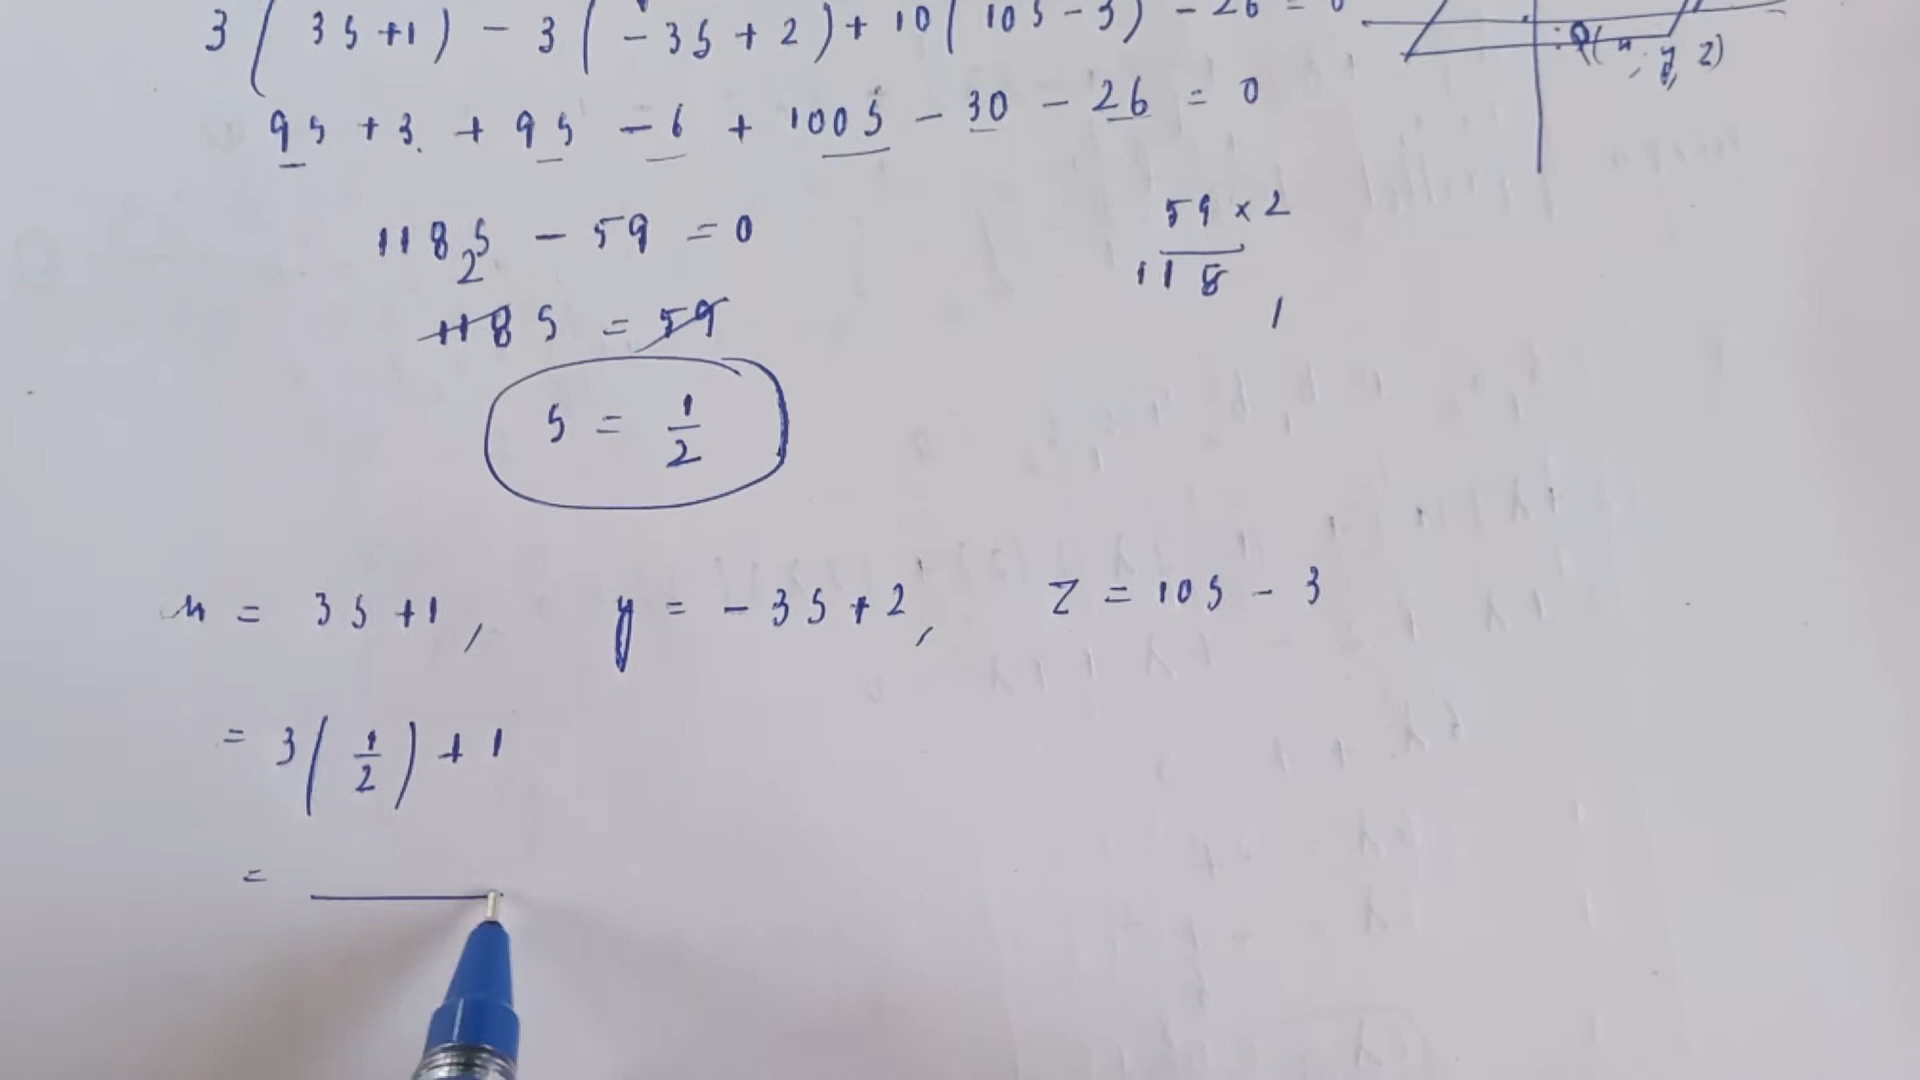 3 ( 3s+1) - 3 ( -3s + 2) + 10 ( 10s - 3) - 26 = 0
Q(x, y, z)
9s + 3 + 9s - 6 + 100s - 30 - 26 = 0
59 × 2
118
118s - 59 = 0
2
118 s = 59
s = 1/2
x = 3s+1, y = -3s+2, z = 10s - 3
= 3 ( 1/2 ) + 1
=